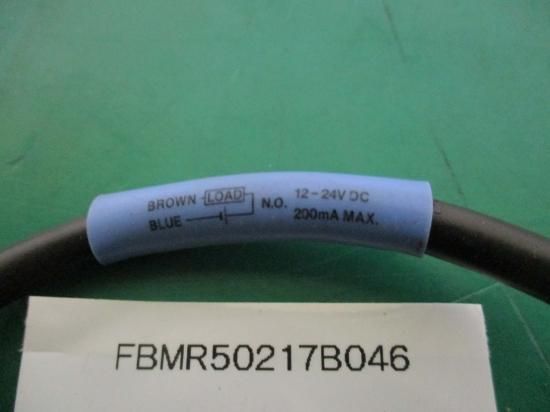 BROWN LOAD N.O. 12-24V DC
BLUE 200mA MAX.
FBMR50217B046